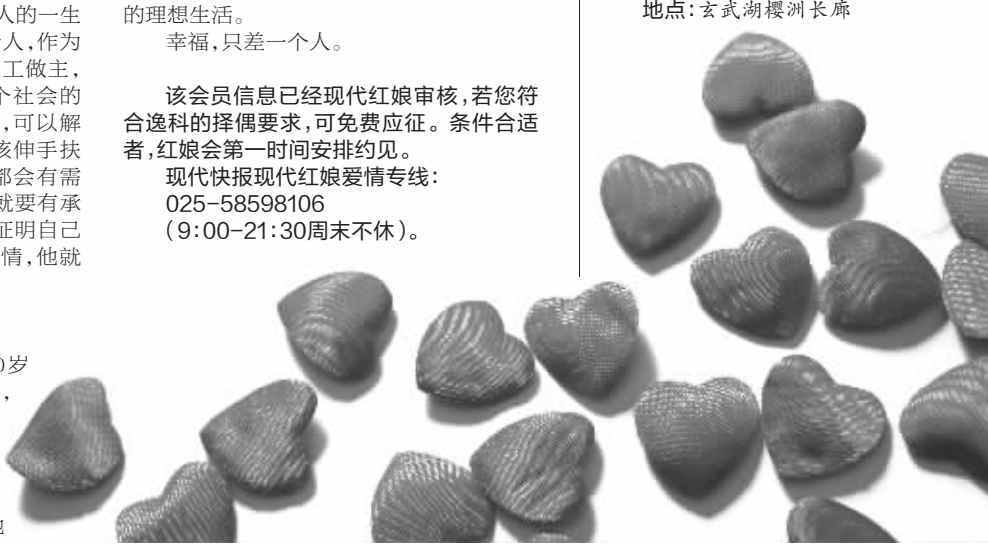 人的一生
人,作为
工做主,
个社会的
,可以解
该伸手扶
都会有需
就要有承
证明自己
情,他就
0岁
,
的理想生活。
幸福,只差一个人。
该会员信息已经现代红娘审核,若您符
合逸科的择偶要求,可免费应征。条件合适
者,红娘会第一时间安排约见。
现代快报现代红娘爱情专线:
025-58598106
(9:00-21:30周末不休)。
地点:玄武湖樱洲长廊